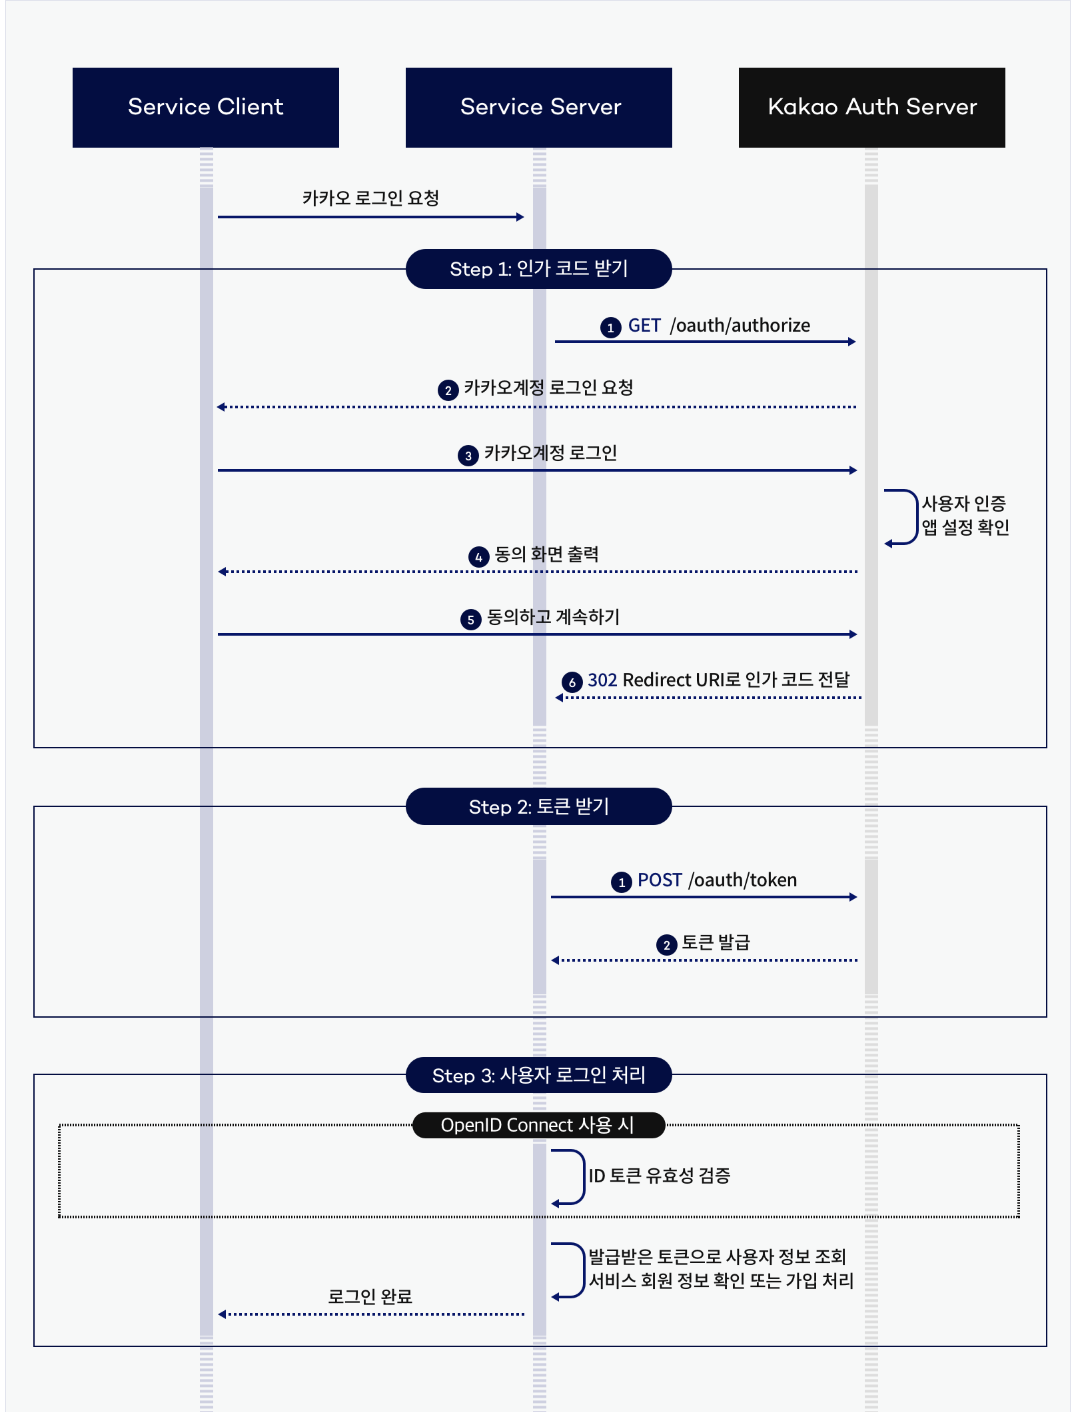 Service Client
Service Server
Kakao Auth Server
카카오 로그인 요청
Step 1: 인가 코드 받기
1 GET /oauth/authorize
2 카카오계정 로그인 요청
3 카카오계정 로그인
사용자 인증
앱 설정 확인
4 동의 화면 출력
5 동의하고 계속하기
6 302 Redirect URI로 인가 코드 전달
Step 2: 토큰 받기
1 POST /oauth/token
2 토큰 발급
Step 3: 사용자 로그인 처리
OpenID Connect 사용 시
ID 토큰 유효성 검증
발급받은 토큰으로 사용자 정보 조회
서비스 회원 정보 확인 또는 가입 처리
로그인 완료